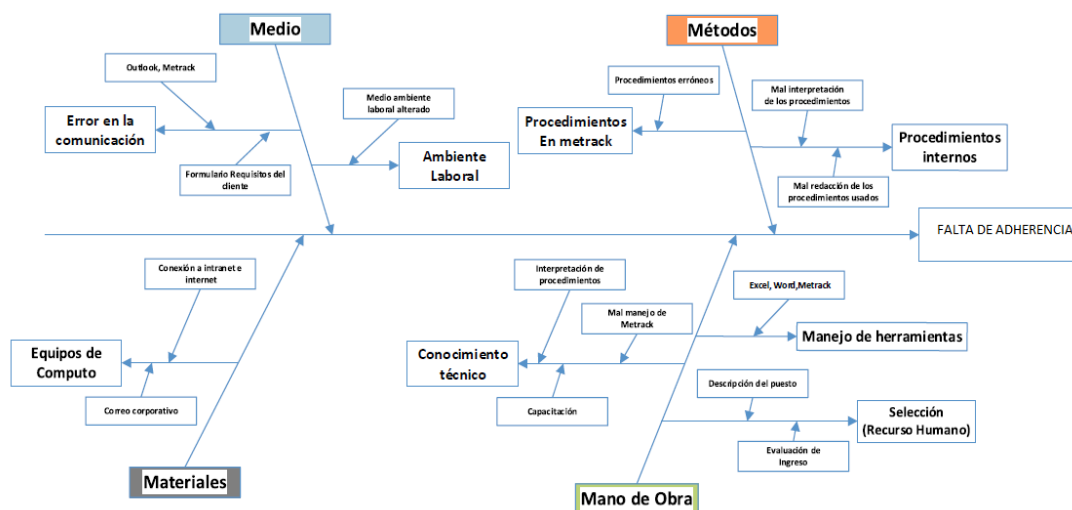 Medio
Métodos
Outlook, Metrack
Medio ambiente
laboral alterado
Error en la
comunicación
Formulario Requisitos del
cliente
Ambiente
Laboral
Procedimientos erróneos
Mal interpretación
de los procedimientos
Procedimientos
En metrack
Procedimientos
internos
Mal redacción de los
procedimientos usados
FALTA DE ADHERENCIA
Conexión a intranet e
internet
Equipos de
Computo
Correo corporativo
Materiales
Interpretación de
procedimientos
Mal manejo de
Metrack
Conocimiento
técnico
Capacitación
Excel, Word,Metrack
Manejo de herramientas
Descripción del puesto
Selección
(Recurso Humano)
Evaluación de
Ingreso
Mano de Obra